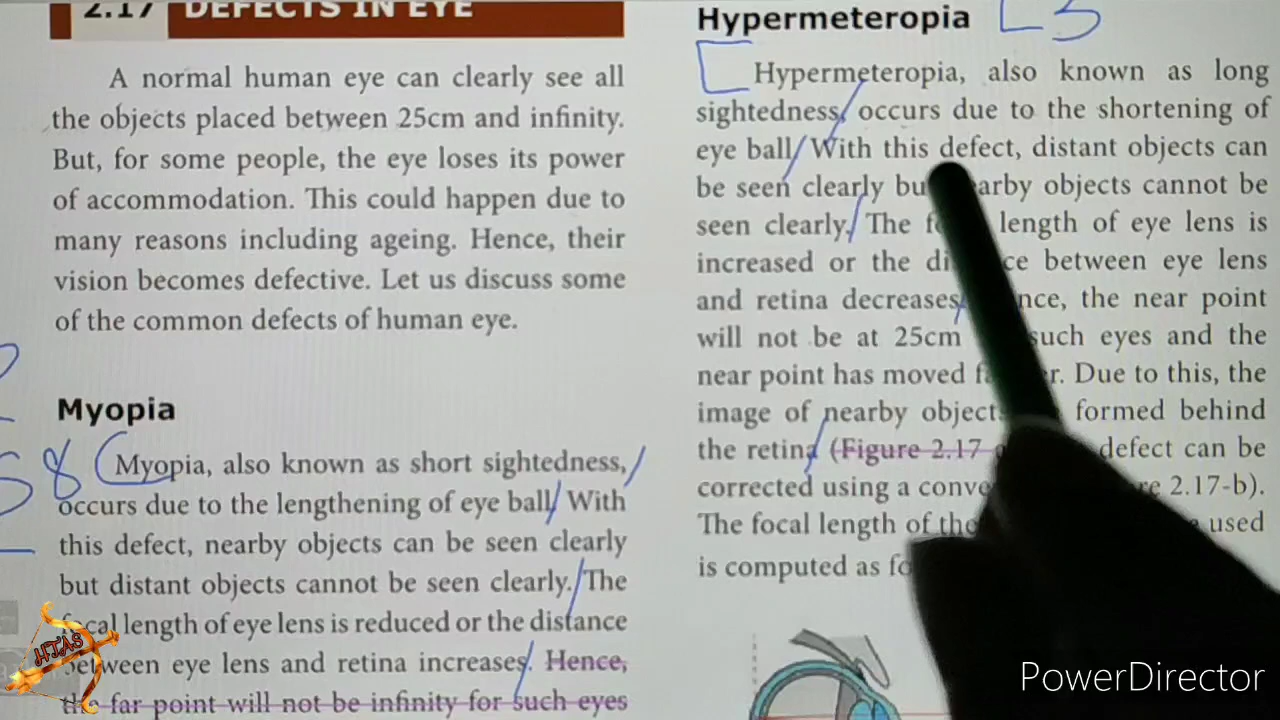 2.17 DEFECTS IN EYE
A normal human eye can clearly see all
the objects placed between 25cm and infinity.
But, for some people, the eye loses its power
of accommodation. This could happen due to
many reasons including ageing. Hence, their
vision becomes defective. Let us discuss some
of the common defects of human eye.
Myopia
8 Myopia, also known as short sightedness,
occurs due to the lengthening of eye ball. With
this defect, nearby objects can be seen clearly
but distant objects cannot be seen clearly. The
focal length of eye lens is reduced or the distance
between eye lens and retina increases. Hence,
the far point will not be infinity for such eyes
Hypermeteropia
Hypermeteropia, also known as long
sightedness, occurs due to the shortening of
eye ball. With this defect, distant objects can
be seen clearly but nearby objects cannot be
seen clearly. The length of eye lens is
increased or the between eye lens
and retina decreases the near point
will not be at 25cm such eyes and the
near point has moved Due to this, the
image of nearby objects formed behind
the retina (Figure 2.17 defect can be
corrected using a 2.17-b).
The focal length of used
is computed as
HTAS
PowerDirector